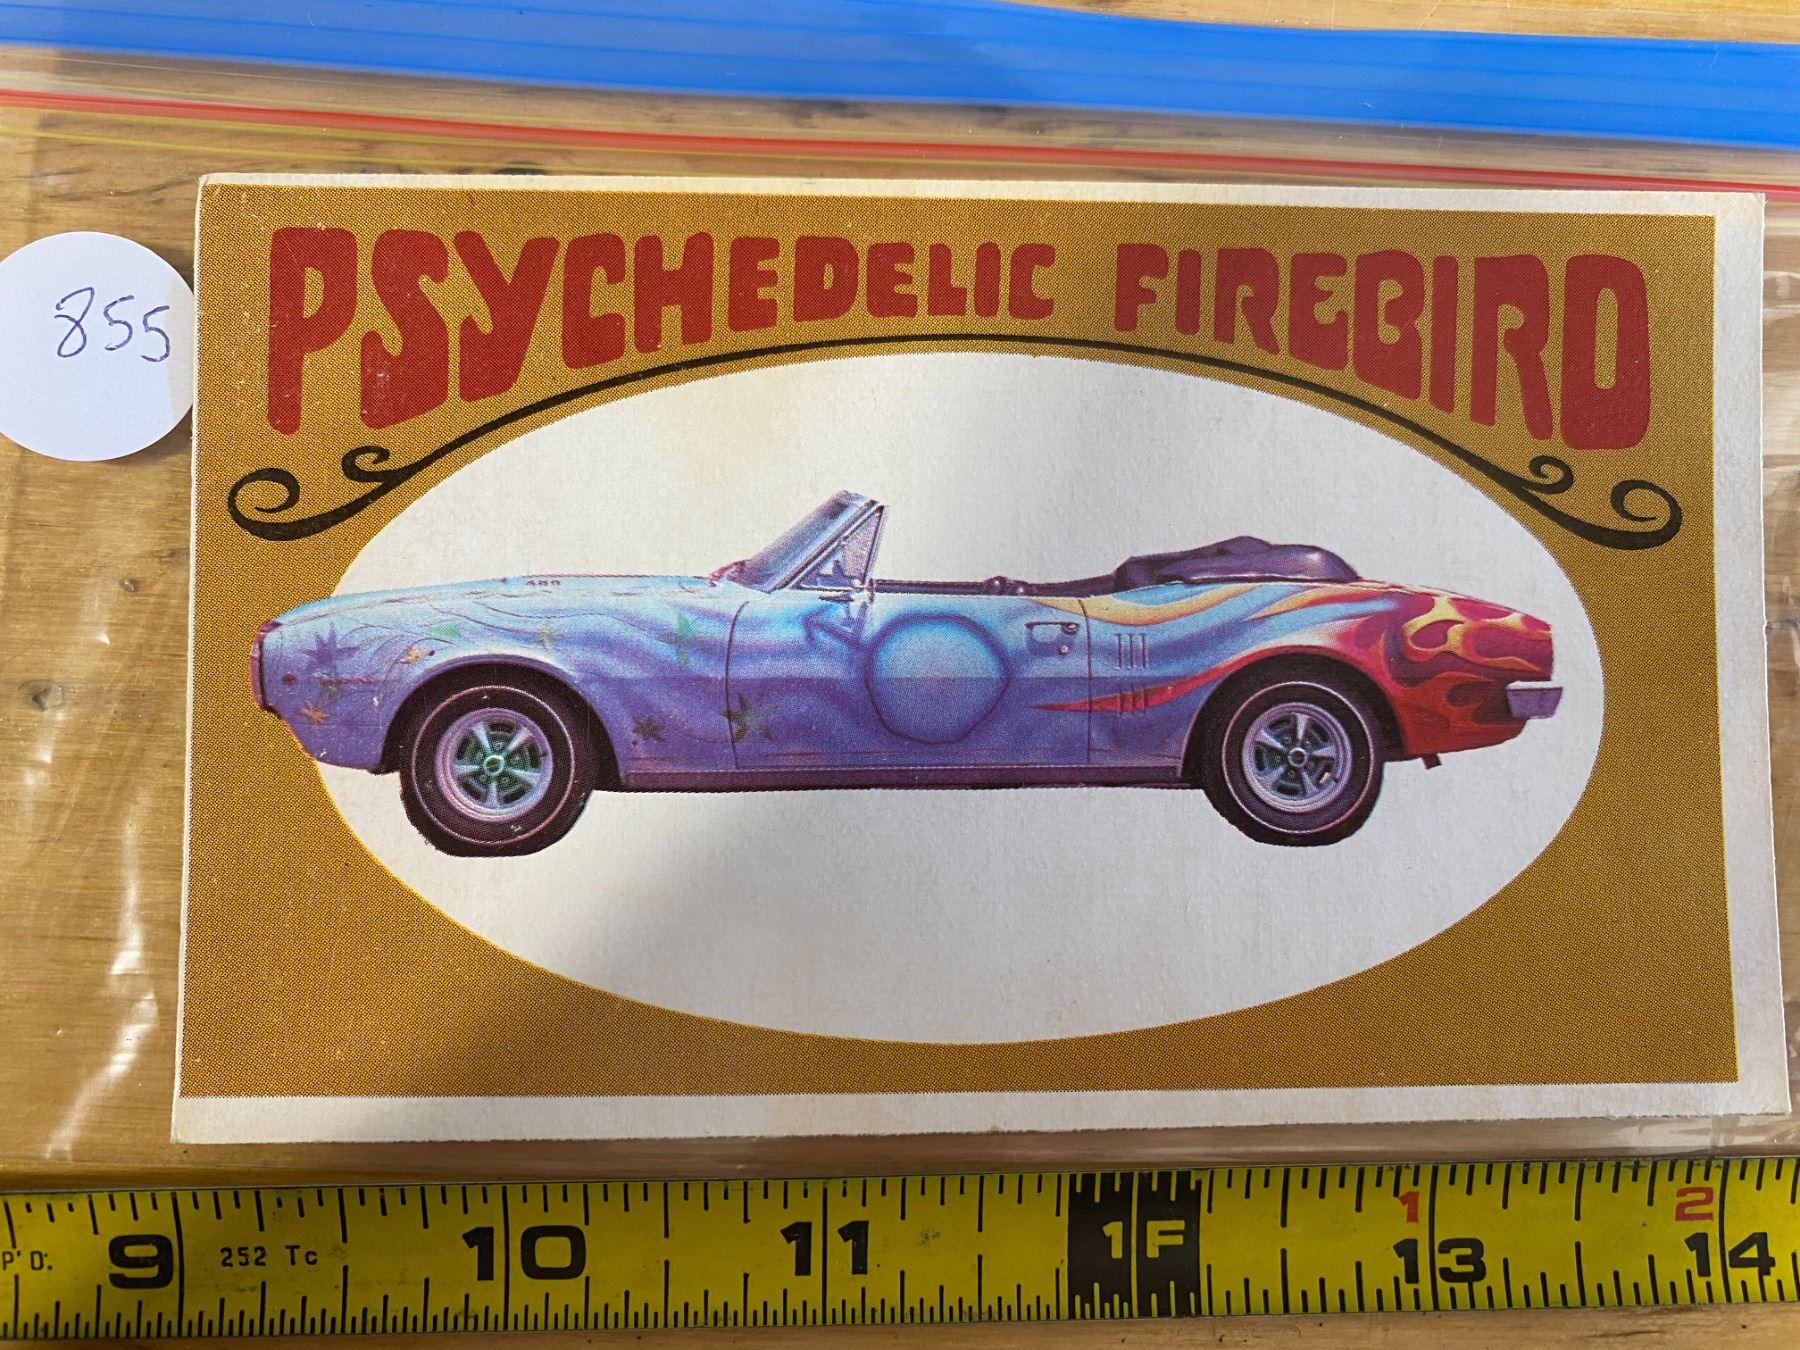 PSYCHEDELIC FIREBIRD
855
400
P'D.
9 252 Tc 10 11 1F 13 14
1 2